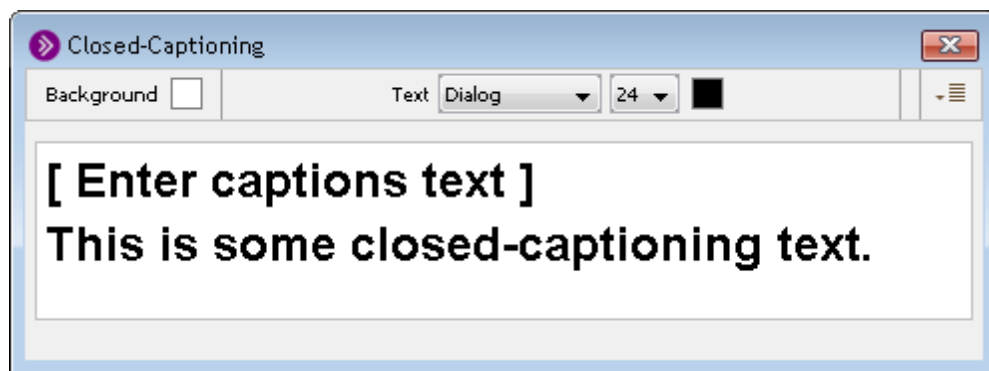 Closed-Captioning
Background Text Dialog 24
[ Enter captions text ]
This is some closed-captioning text.